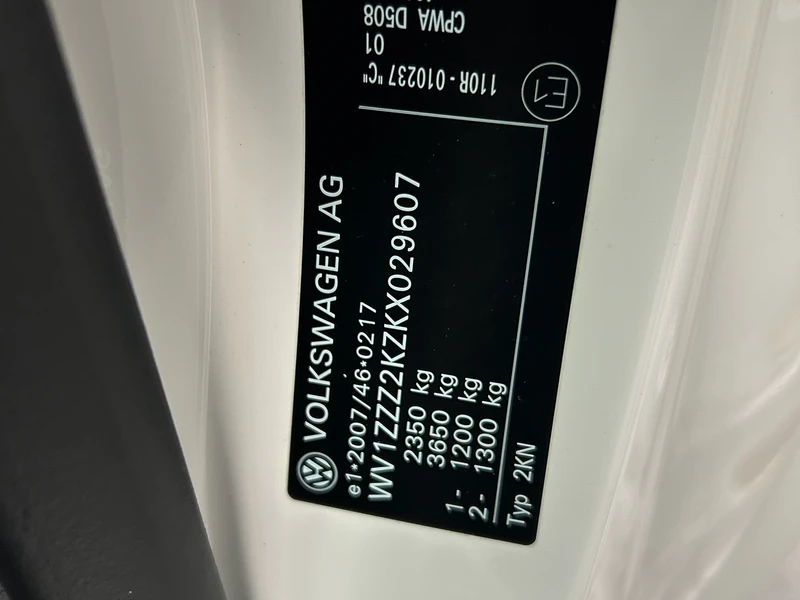 VOLKSWAGEN AG
e1*2007/46*0217
WV1ZZZ2KZKX029607
2350 kg
3650 kg
1- 1200 kg
2- 1300 kg
Typ 2KN
E1
110R-010237 "C"
01
CPWA D508